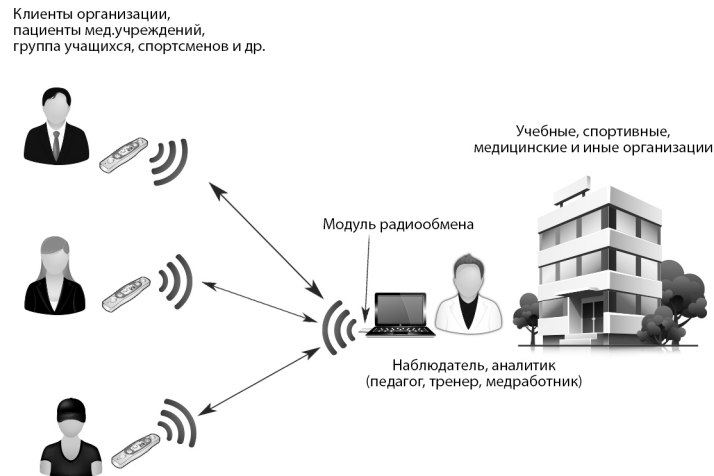 Клиенты организации,
пациенты мед.учреждений,
группа учащихся, спортсменов и др.
Учебные, спортивные,
медицинские и иные организации
Модуль радиообмена
Наблюдатель, аналитик
(педагог, тренер, медработник)